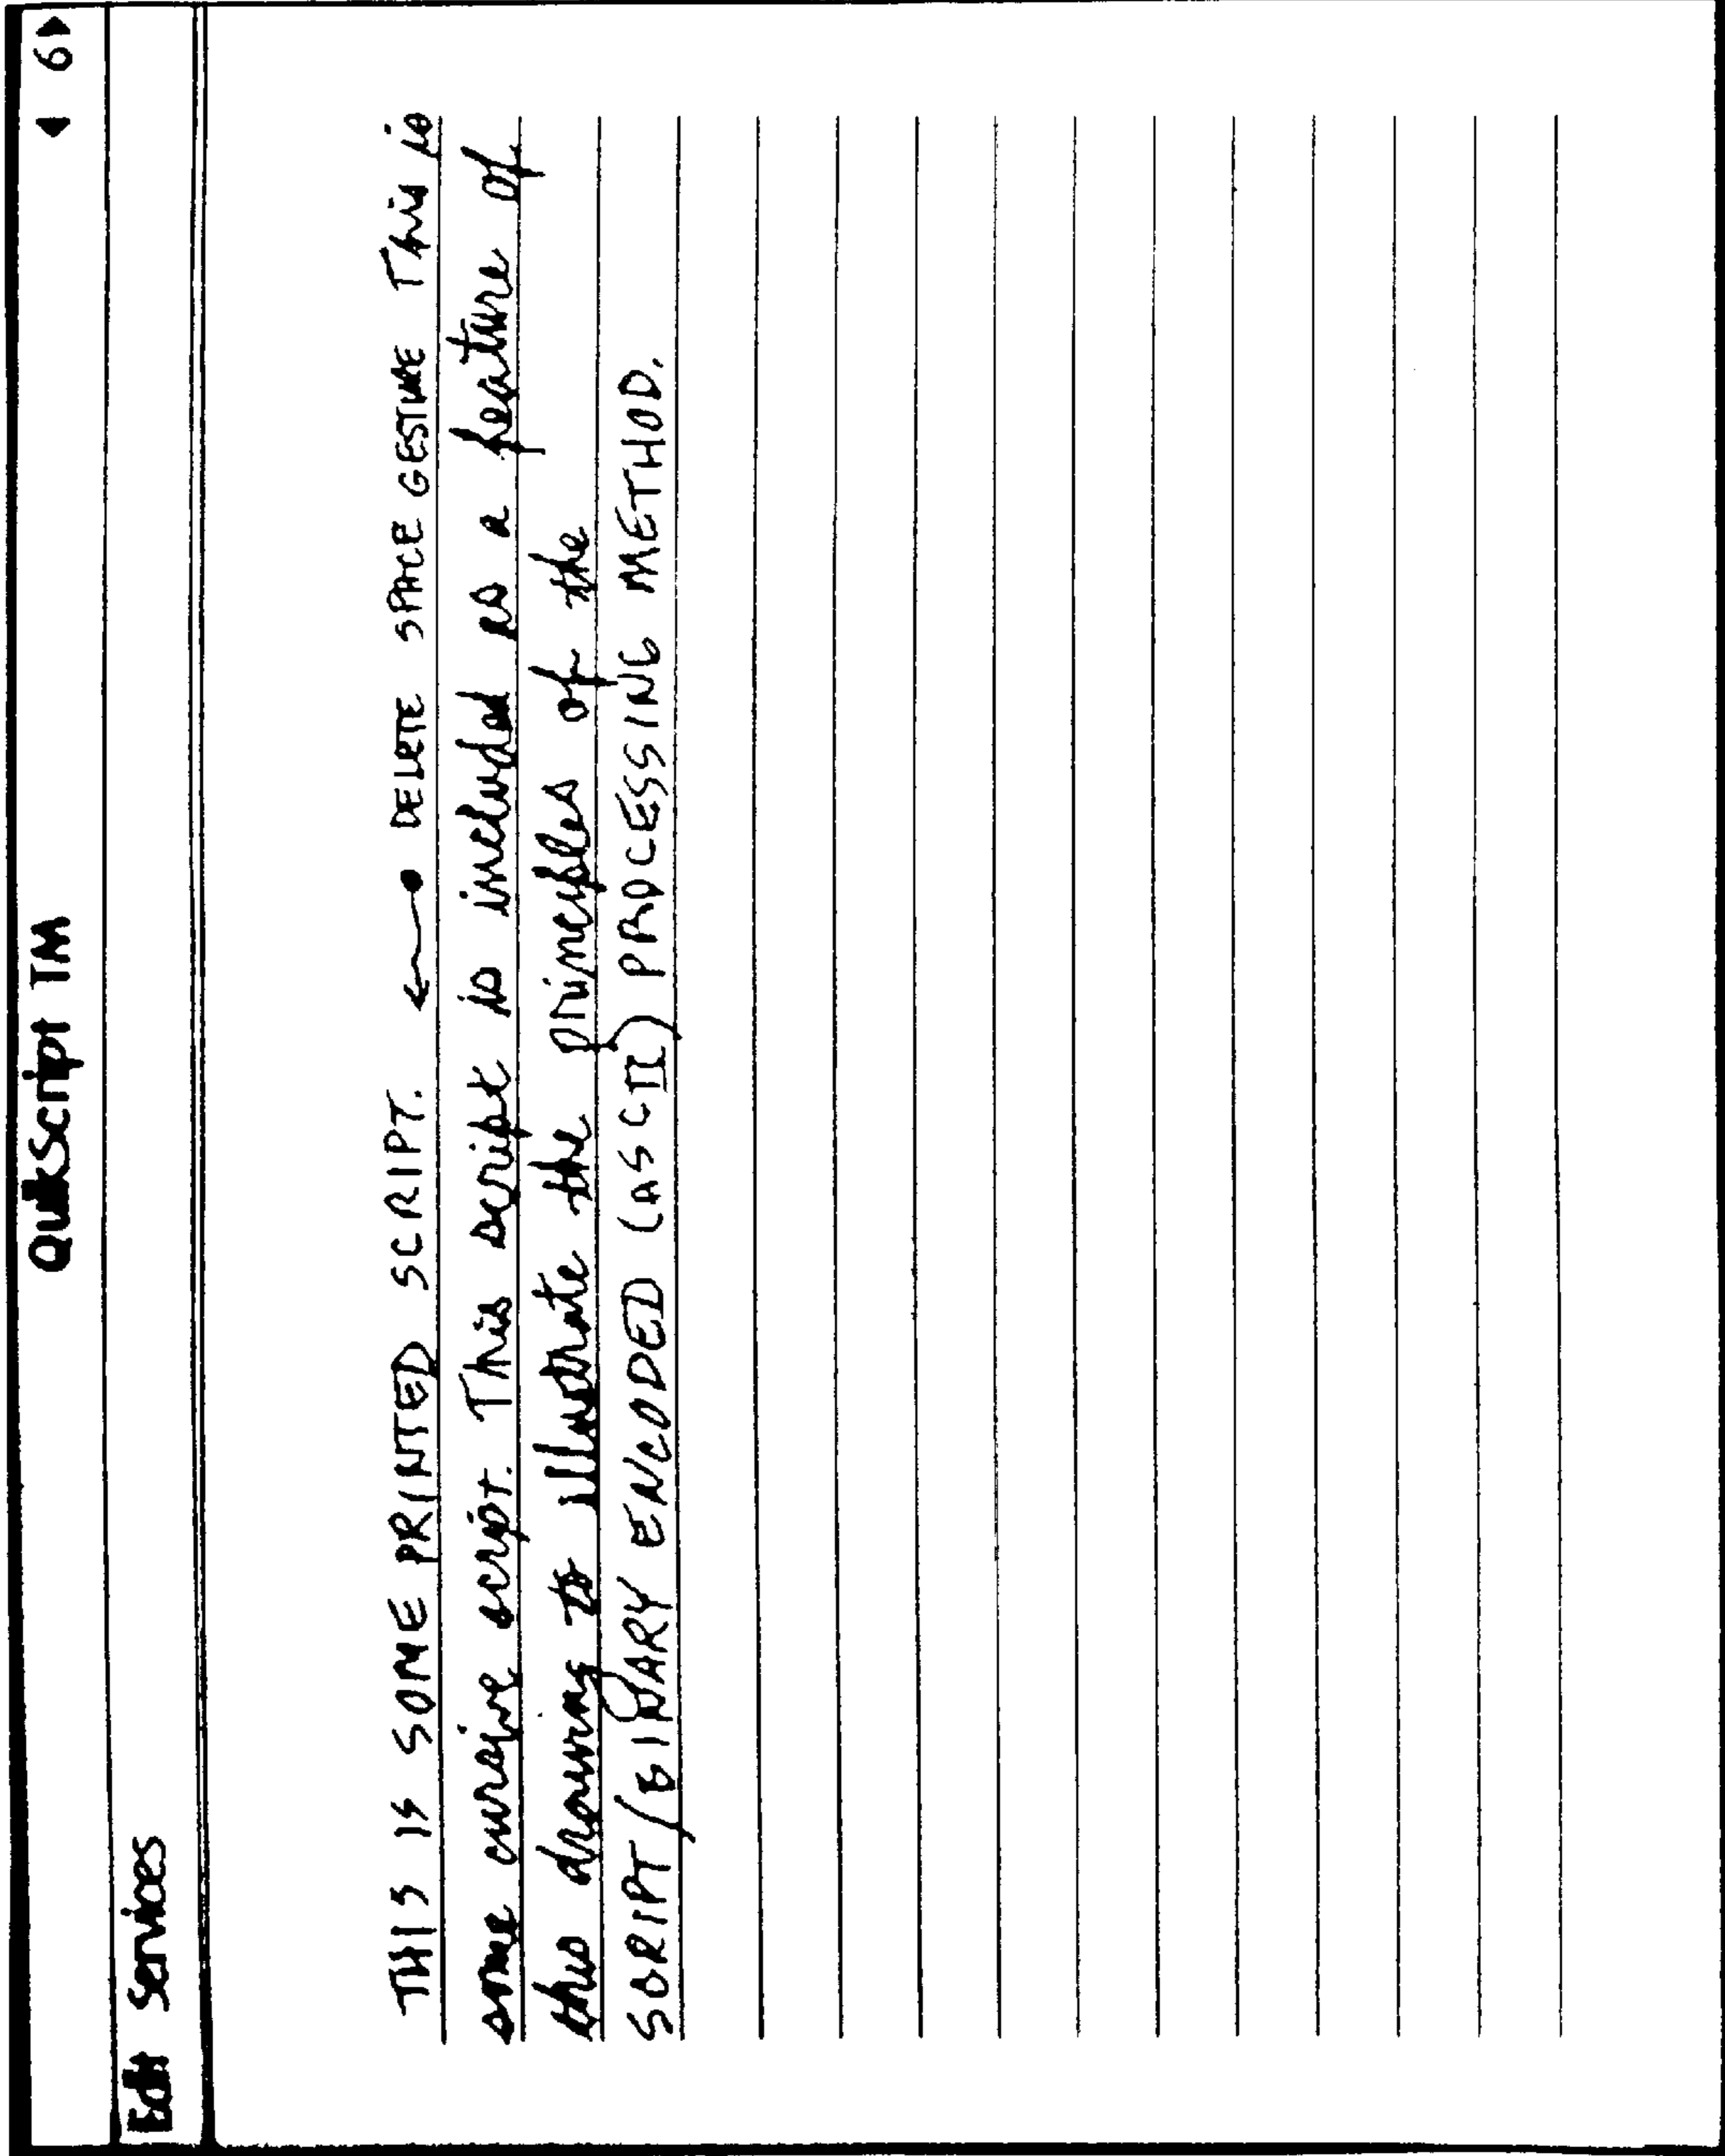 QuikScript TM
◀ 6 ▶
Edit Services
THIS IS SOME PRINTED SCRIPT. ←● DELETE SPACE GESTURE This is
some cursive script. This script is included as a feature of
this drawing to illustrate the principles of the
SCRIPT (BINARY ENCODED (ASCII) PROCESSING METHOD.